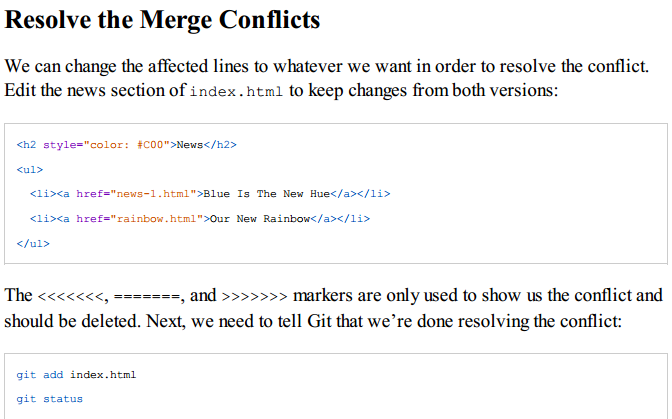 Resolve the Merge Conflicts
We can change the affected lines to whatever we want in order to resolve the conflict.
Edit the news section of index.html to keep changes from both versions:
<h2 style="color: #C00">News</h2>
<ul>
<li><a href="news-1.html">Blue Is The New Hue</a></li>
<li><a href="rainbow.html">Our New Rainbow</a></li>
</ul>
The <<<<<<<, =======, and >>>>>>> markers are only used to show us the conflict and
should be deleted. Next, we need to tell Git that we’re done resolving the conflict:
git add index.html
git status